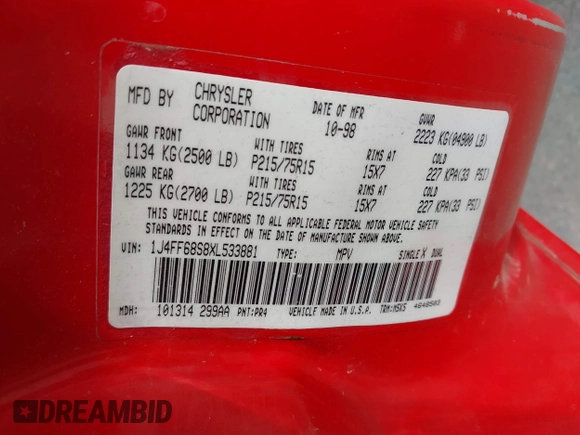 MFD BY CHRYSLER CORPORATION DATE OF MFR 10-98 GVWR 2223 KG(04900 LB)
GAWR FRONT WITH TIRES RIMS AT COLD
1134 KG(2500 LB) P215/75R15 15X7 227 KPA(33 PSI)
GAWR REAR WITH TIRES RIMS AT COLD
1225 KG(2700 LB) P215/75R15 15X7 227 KPA(33 PSI)
THIS VEHICLE CONFORMS TO ALL APPLICABLE FEDERAL MOTOR VEHICLE SAFETY
STANDARDS IN EFFECT ON THE DATE OF MANUFACTURE SHOWN ABOVE.
VIN: 1J4FF68S8XL533881 TYPE: MPV SINGLE X DUAL
MDH: 101314 299AA PNT:PR4 VEHICLE MADE IN U.S.A. TRM:M5K5 4648503
DREAMBID